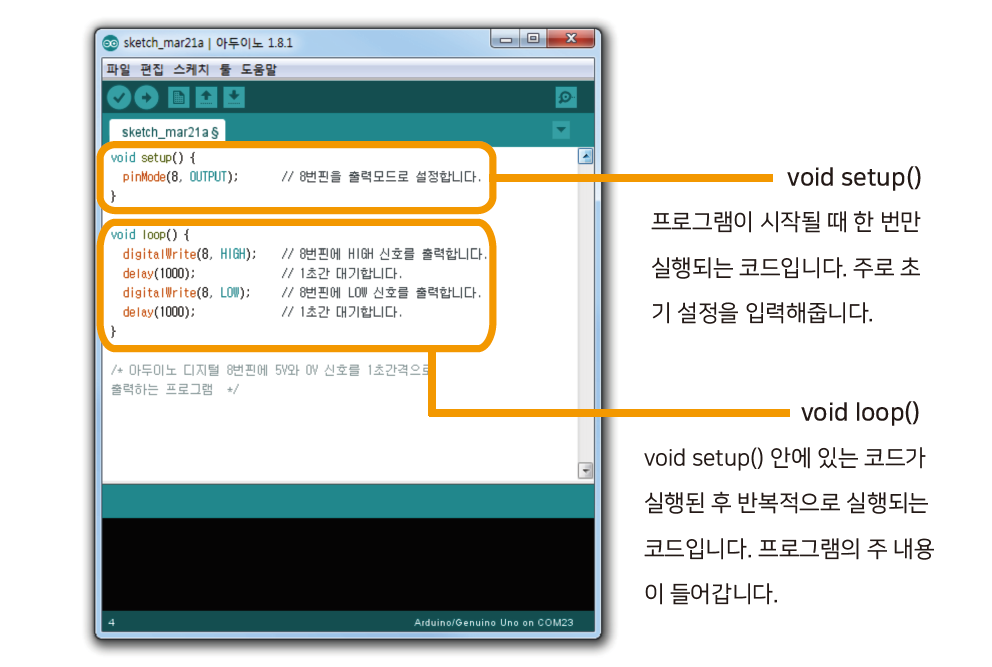 sketch_mar21a | 아두이노 1.8.1
파일 편집 스케치 툴 도움말
sketch_mar21a §
void setup() {
pinMode(8, OUTPUT); // 8번핀을 출력모드로 설정합니다.
}
void loop() {
digitalWrite(8, HIGH); // 8번핀에 HIGH 신호를 출력합니다.
delay(1000); // 1초간 대기합니다.
digitalWrite(8, LOW); // 8번핀에 LOW 신호를 출력합니다.
delay(1000); // 1초간 대기합니다.
}
/* 아두이노 디지털 8번핀에 5V와 0V 신호를 1초간격으로
출력하는 프로그램 */
4 Arduino/Genuino Uno on COM23
void setup()
프로그램이 시작될 때 한 번만
실행되는 코드입니다. 주로 초
기 설정을 입력해줍니다.
void loop()
void setup() 안에 있는 코드가
실행된 후 반복적으로 실행되는
코드입니다. 프로그램의 주 내용
이 들어갑니다.